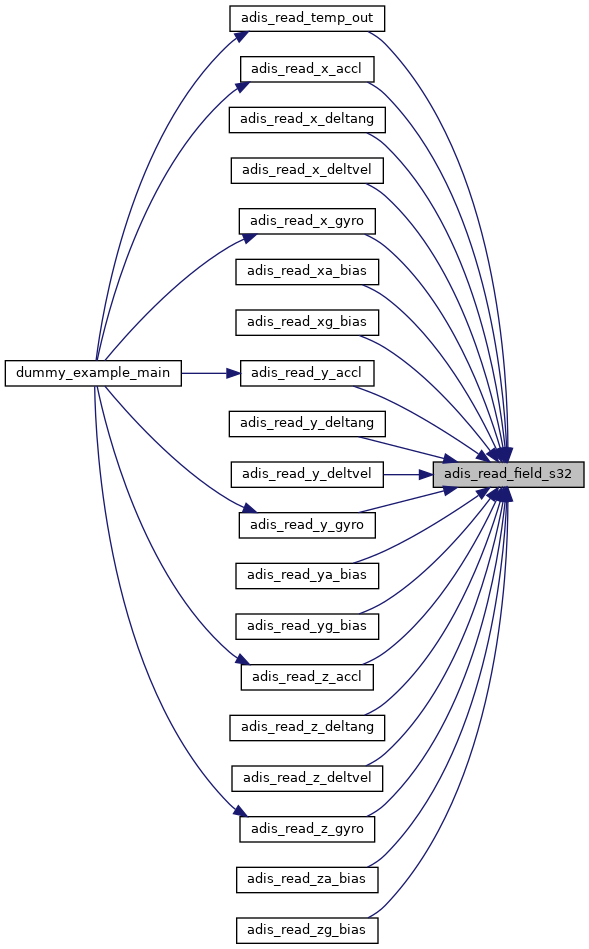 adis_read_temp_out
adis_read_x_accl
adis_read_x_deltang
adis_read_x_deltvel
adis_read_x_gyro
adis_read_xa_bias
adis_read_xg_bias
dummy_example_main
adis_read_y_accl
adis_read_y_deltang
adis_read_y_deltvel
adis_read_field_s32
adis_read_y_gyro
adis_read_ya_bias
adis_read_yg_bias
adis_read_z_accl
adis_read_z_deltang
adis_read_z_deltvel
adis_read_z_gyro
adis_read_za_bias
adis_read_zg_bias